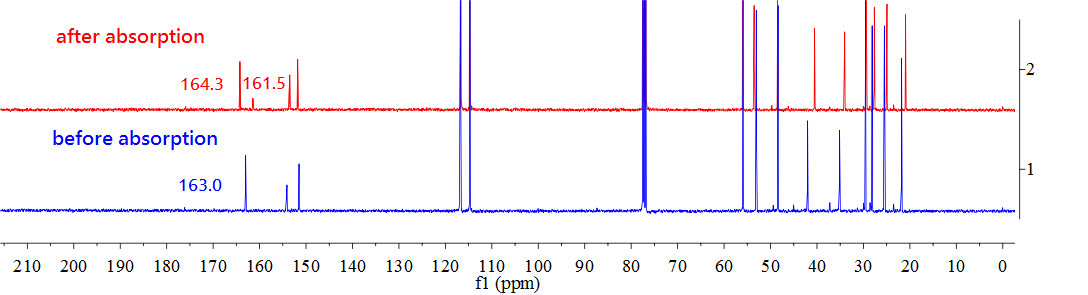 after absorption
164.3 161.5
2
before absorption
163.0
1
210 200 190 180 170 160 150 140 130 120 110 100 90 80 70 60 50 40 30 20 10 0
f1 (ppm)